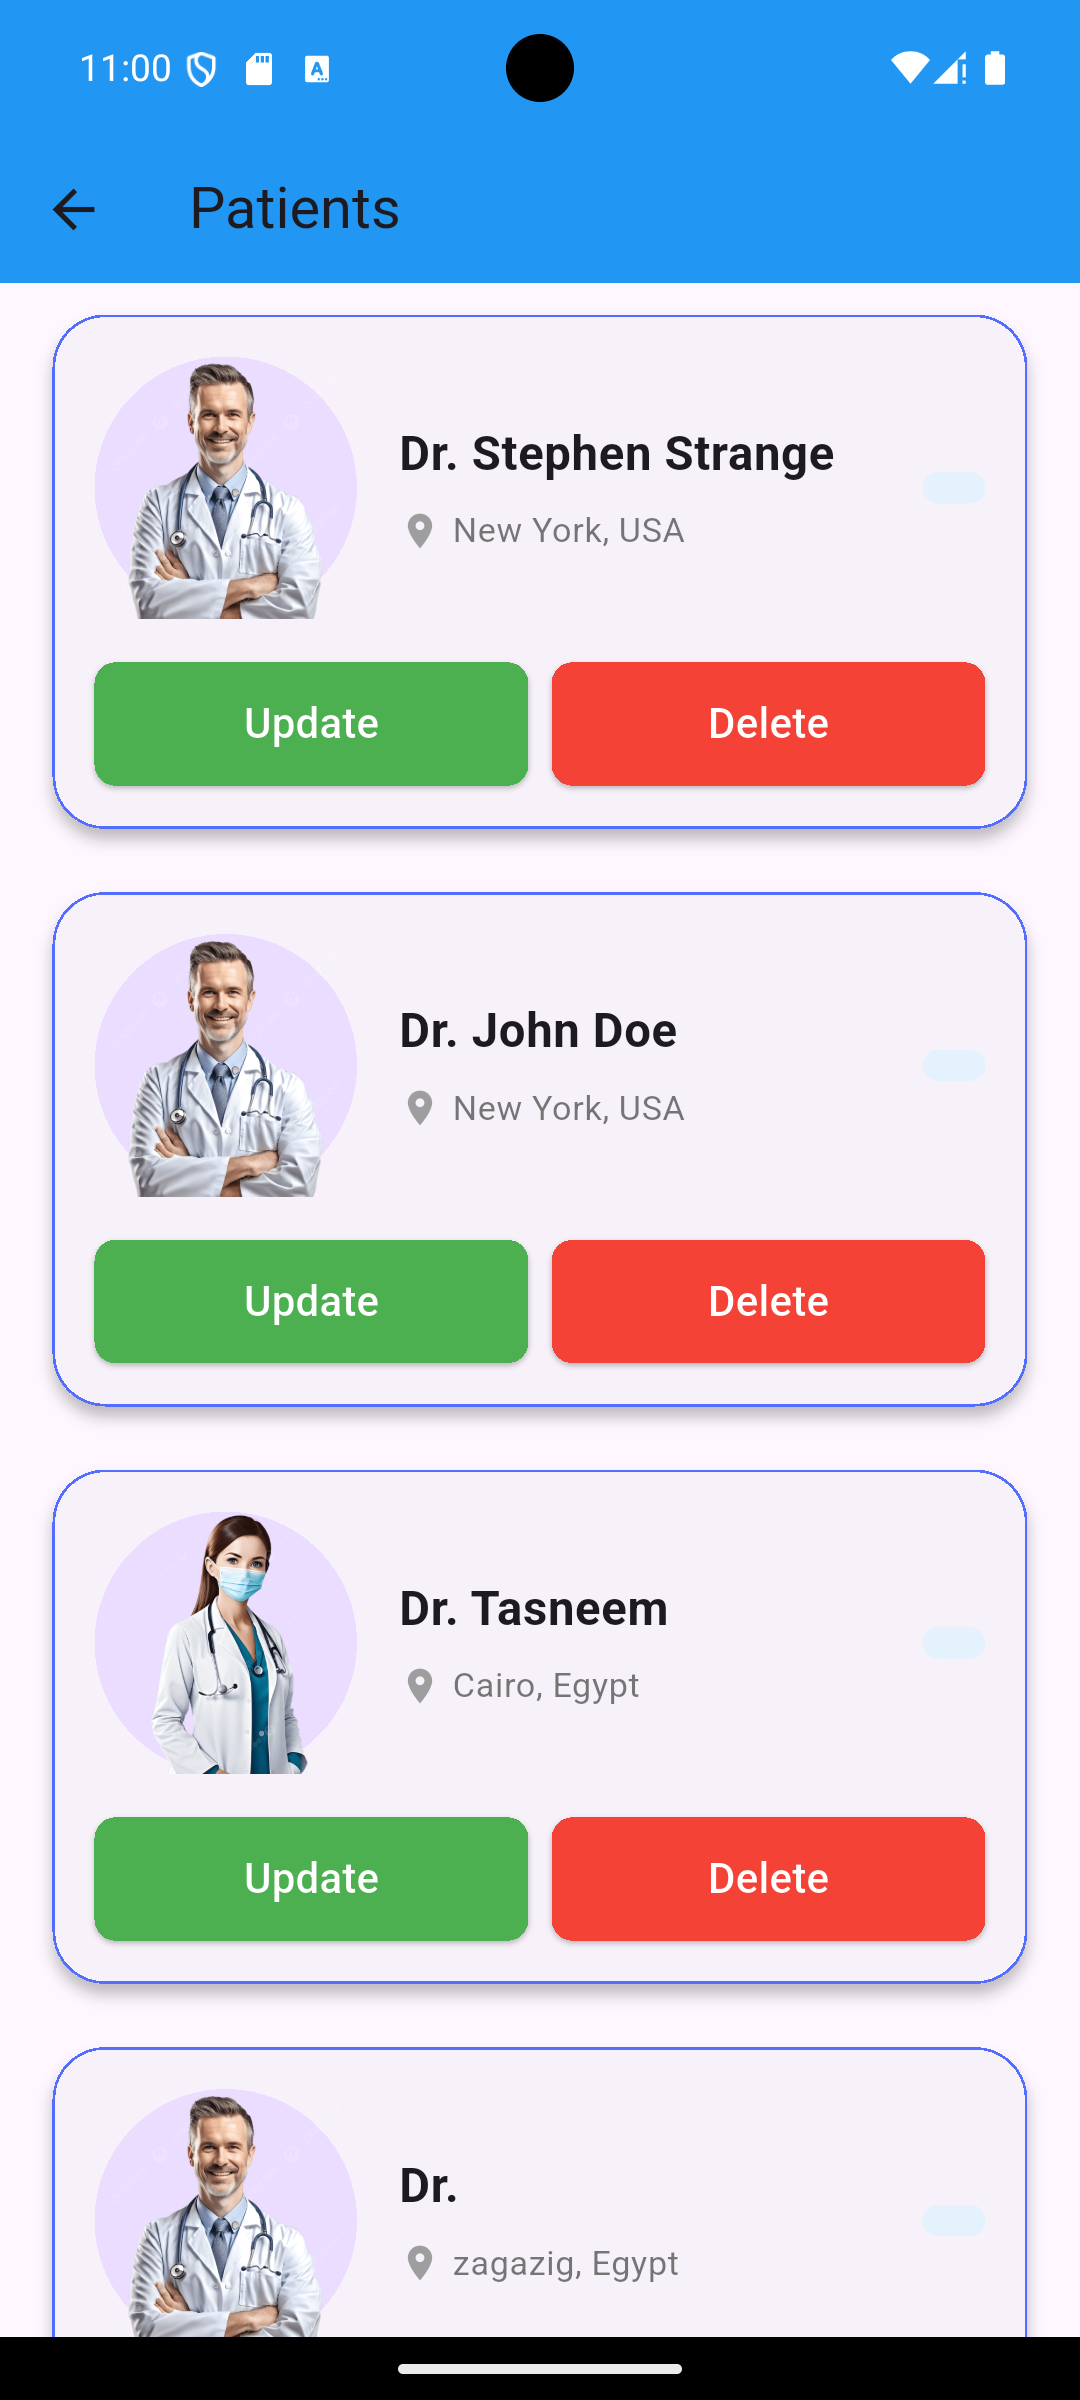 11:00
Patients
Dr. Stephen Strange
New York, USA
Update Delete
Dr. John Doe
New York, USA
Update Delete
Dr. Tasneem
Cairo, Egypt
Update Delete
Dr.
zagazig, Egypt